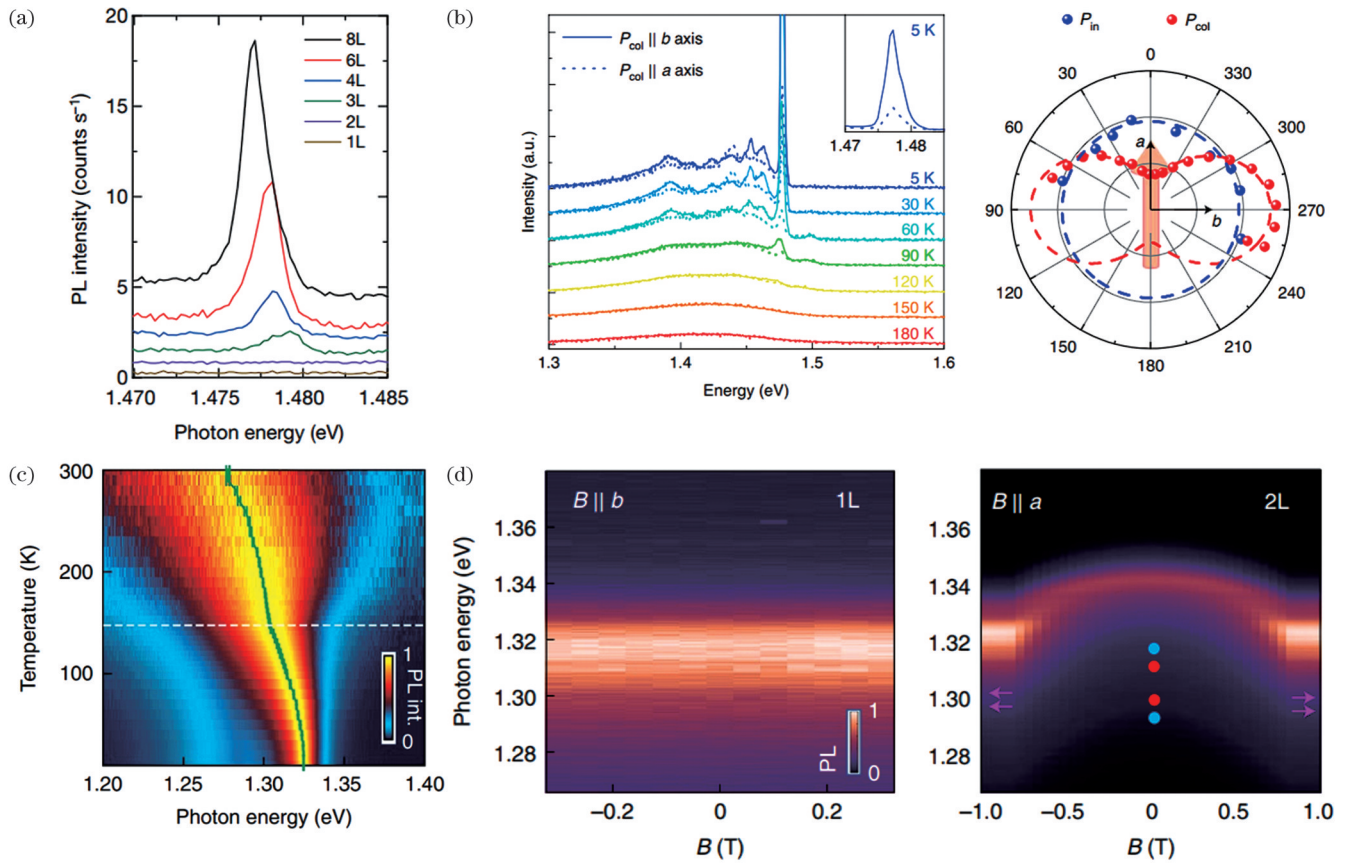 (a)
20
15
10
5
0
PL intensity (counts s⁻¹)
8L
6L
4L
3L
2L
1L
1.470 1.475 1.480 1.485
Photon energy (eV)
(b)
Intensity (a.u.)
P_col || b axis
P_col || a axis
5 K
1.47 1.48
5 K
30 K
60 K
90 K
120 K
150 K
180 K
1.3 1.4 1.5 1.6
Energy (eV)
P_in P_col
0
30 330
60 300
90 270
120 240
150 210
180
a
b
(c)
Temperature (K)
300
200
100
1
PL int.
0
1.20 1.25 1.30 1.35 1.40
Photon energy (eV)
(d)
Photon energy (eV)
B || b 1L
1.36
1.34
1.32
1.30
1.28
1
PL
0
−0.2 0 0.2
B (T)
B || a 2L
1.36
1.34
1.32
1.30
1.28
−1.0 −0.5 0 0.5 1.0
B (T)